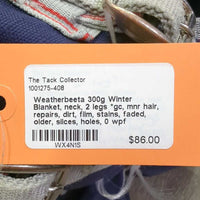 The Tack Collector
1001275-408
Weatherbeeta 300g Winter
Blanket, neck, 2 legs *gc, mnr hair,
repairs, dirt, film, stains, faded,
older, slices, holes, 0 wpf
WX4N1S
$86.00